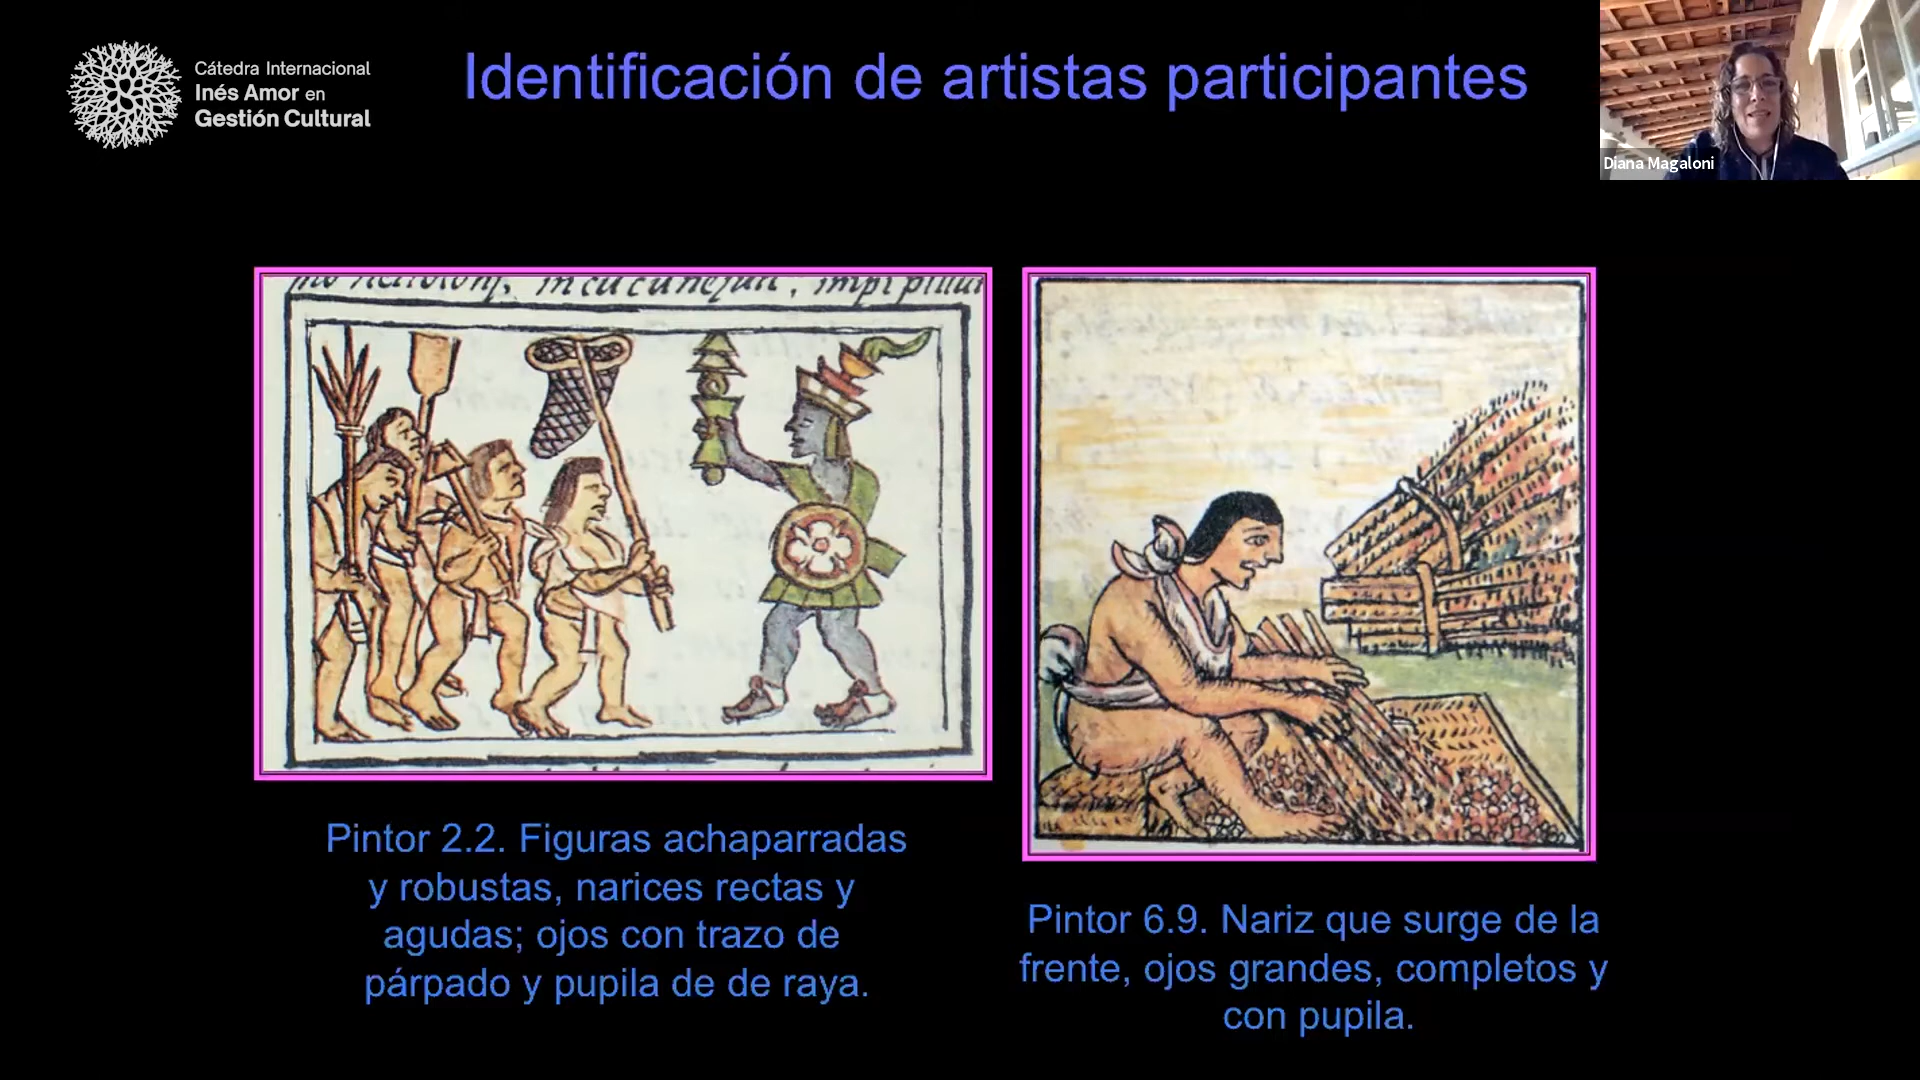 Cátedra Internacional
Inés Amor en
Gestión Cultural
Identificación de artistas participantes
Diana Magaloni
Pintor 2.2. Figuras achaparradas
y robustas, narices rectas y
agudas; ojos con trazo de
párpado y pupila de de raya.
Pintor 6.9. Nariz que surge de la
frente, ojos grandes, completos y
con pupila.